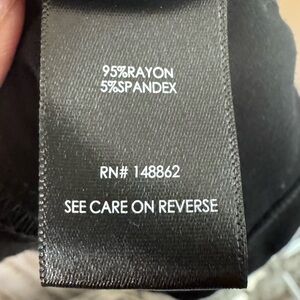 95%RAYON
5%SPANDEX
RN# 148862
SEE CARE ON REVERSE